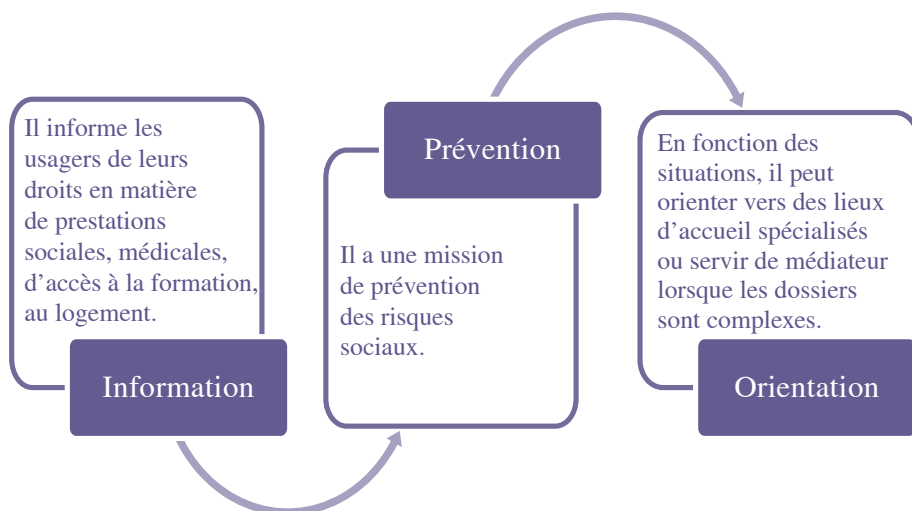 Il informe les
usagers de leurs
droits en matière
de prestations
sociales, médicales,
d’accès à la formation,
au logement.
Information
Prévention
Il a une mission
de prévention
des risques
sociaux.
En fonction des
situations, il peut
orienter vers des lieux
d’accueil spécialisés
ou servir de médiateur
lorsque les dossiers
sont complexes.
Orientation